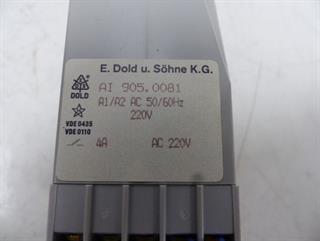 E. Dold u. Söhne K.G.
DOLD
AI 905.0081
A1/A2 AC 50/60Hz
220V
VDE 0435
VDE 0110
4A AC 220V